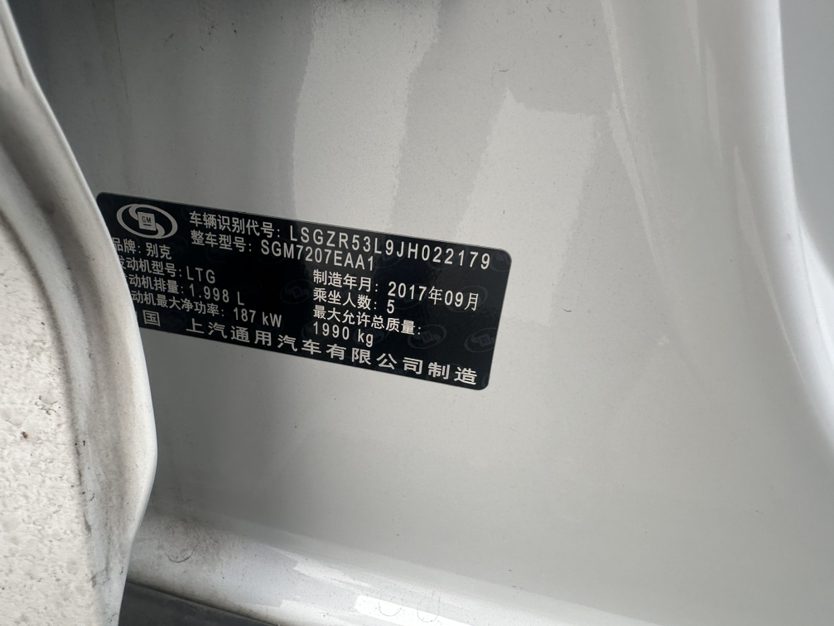 GM
车辆识别代号: LSGZR53L9JH022179
整车型号: SGM7207EAA1
品牌: 别克
发动机型号: LTG
制造年月: 2017年09月
动机排量: 1.998 L
乘坐人数: 5
动机最大净功率: 187 kW
最大允许总质量:
1990 kg
国 上汽通用汽车有限公司制造